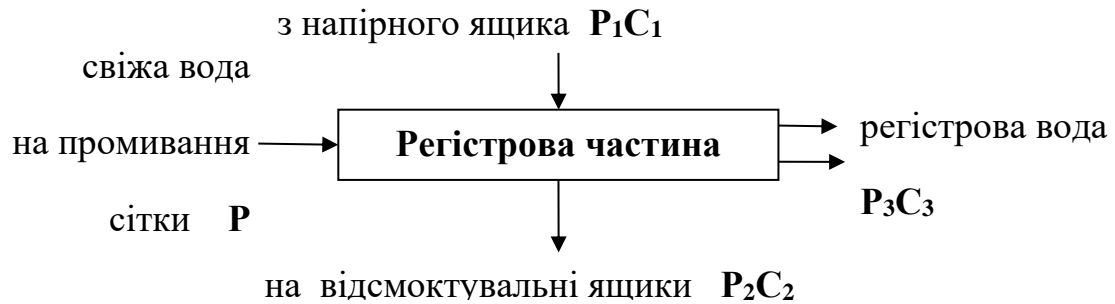 з напірного ящика P₁C₁
свіжа вода
на промивання
Регістрова частина
регістрова вода
сітки P
P₃C₃
на відсмоктувальні ящики P₂C₂